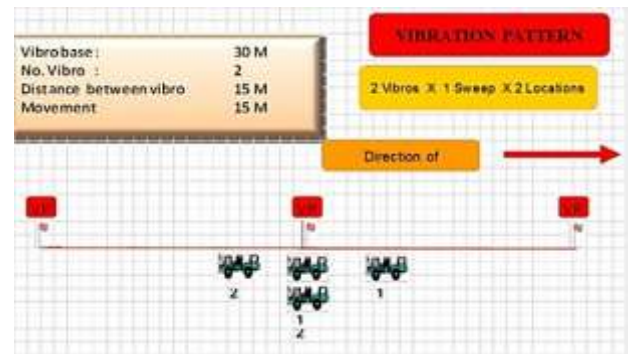 VIBRATION PATTERN
Vibrobase : 30 M
No. Vibro : 2
Distance between vibro 15 M
Movement 15 M
2 Vibros X 1 Sweep X 2 Locations
Direction of
2
1
1
2